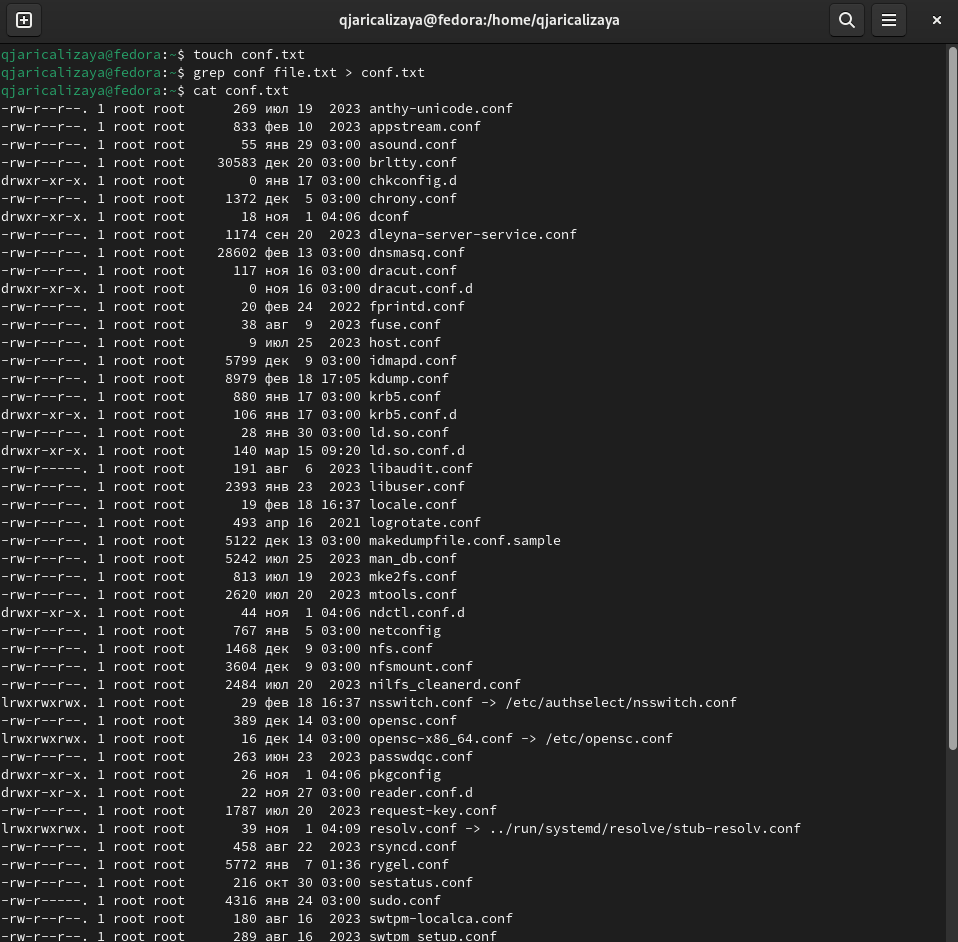 qjaricalizaya@fedora:/home/qjaricalizaya
qjaricalizaya@fedora:~$ touch conf.txt
qjaricalizaya@fedora:~$ grep conf file.txt > conf.txt
qjaricalizaya@fedora:~$ cat conf.txt
-rw-r--r--. 1 root root      269 июл 19  2023 anthy-unicode.conf
-rw-r--r--. 1 root root      833 фев 10  2023 appstream.conf
-rw-r--r--. 1 root root       55 янв 29 03:00 asound.conf
-rw-r--r--. 1 root root    30583 дек 20 03:00 brltty.conf
drwxr-xr-x. 1 root root        0 янв 17 03:00 chkconfig.d
-rw-r--r--. 1 root root     1372 дек  5 03:00 chrony.conf
drwxr-xr-x. 1 root root       18 ноя  1 04:06 dconf
-rw-r--r--. 1 root root     1174 сен 20  2023 dleyna-server-service.conf
-rw-r--r--. 1 root root    28602 фев 13 03:00 dnsmasq.conf
-rw-r--r--. 1 root root      117 ноя 16 03:00 dracut.conf
drwxr-xr-x. 1 root root        0 ноя 16 03:00 dracut.conf.d
-rw-r--r--. 1 root root       20 фев 24  2022 fprintd.conf
-rw-r--r--. 1 root root       38 авг  9  2023 fuse.conf
-rw-r--r--. 1 root root        9 июл 25  2023 host.conf
-rw-r--r--. 1 root root     5799 дек  9 03:00 idmapd.conf
-rw-r--r--. 1 root root     8979 фев 18 17:05 kdump.conf
-rw-r--r--. 1 root root      880 янв 17 03:00 krb5.conf
drwxr-xr-x. 1 root root      106 янв 17 03:00 krb5.conf.d
-rw-r--r--. 1 root root       28 янв 30 03:00 ld.so.conf
drwxr-xr-x. 1 root root      140 мар 15 09:20 ld.so.conf.d
-rw-r-----. 1 root root      191 авг  6  2023 libaudit.conf
-rw-r--r--. 1 root root     2393 янв 23  2023 libuser.conf
-rw-r--r--. 1 root root       19 фев 18 16:37 locale.conf
-rw-r--r--. 1 root root      493 апр 16  2021 logrotate.conf
-rw-r--r--. 1 root root     5122 дек 13 03:00 makedumpfile.conf.sample
-rw-r--r--. 1 root root     5242 июл 25  2023 man_db.conf
-rw-r--r--. 1 root root      813 июл 19  2023 mke2fs.conf
-rw-r--r--. 1 root root     2620 июл 20  2023 mtools.conf
drwxr-xr-x. 1 root root       44 ноя  1 04:06 ndctl.conf.d
-rw-r--r--. 1 root root      767 янв  5 03:00 netconfig
-rw-r--r--. 1 root root     1468 дек  9 03:00 nfs.conf
-rw-r--r--. 1 root root     3604 дек  9 03:00 nfsmount.conf
-rw-r--r--. 1 root root     2484 июл 20  2023 nilfs_cleanerd.conf
lrwxrwxrwx. 1 root root       29 фев 18 16:37 nsswitch.conf -> /etc/authselect/nsswitch.conf
-rw-r--r--. 1 root root      389 дек 14 03:00 opensc.conf
lrwxrwxrwx. 1 root root       16 дек 14 03:00 opensc-x86_64.conf -> /etc/opensc.conf
-rw-r--r--. 1 root root      263 июн 23  2023 passwdqc.conf
drwxr-xr-x. 1 root root       26 ноя  1 04:06 pkgconfig
drwxr-xr-x. 1 root root       22 ноя 27 03:00 reader.conf.d
-rw-r--r--. 1 root root     1787 июл 20  2023 request-key.conf
lrwxrwxrwx. 1 root root       39 ноя  1 04:09 resolv.conf -> ../run/systemd/resolve/stub-resolv.conf
-rw-r--r--. 1 root root      458 авг 22  2023 rsyncd.conf
-rw-r--r--. 1 root root     5772 янв  7 01:36 rygel.conf
-rw-r--r--. 1 root root      216 окт 30 03:00 sestatus.conf
-rw-r-----. 1 root root     4316 янв 24 03:00 sudo.conf
-rw-r--r--. 1 root root      180 авг 16  2023 swtpm-localca.conf
-rw-r--r--. 1 root root      289 авг 16  2023 swtpm_setup.conf